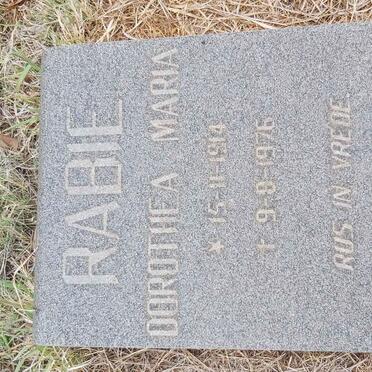 RABIE
DOROTHEA MARIA
* 15-11-1914
† 9-8-1976
RUS IN VREDE.